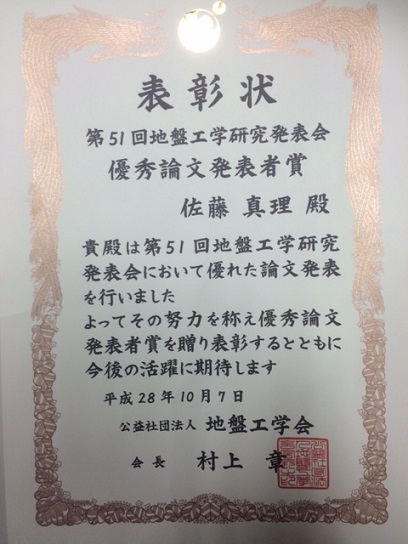 表彰状
第51回地盤工学研究発表会
優秀論文発表者賞
佐藤 真理 殿
貴殿は第51回地盤工学研究
発表会において優れた論文発表
を行いました
よってその努力を称え優秀論文
発表者賞を贈り表彰するとともに
今後の活躍に期待します
平成28年10月7日
公益社団法人 地盤工学会
会長 村上 章